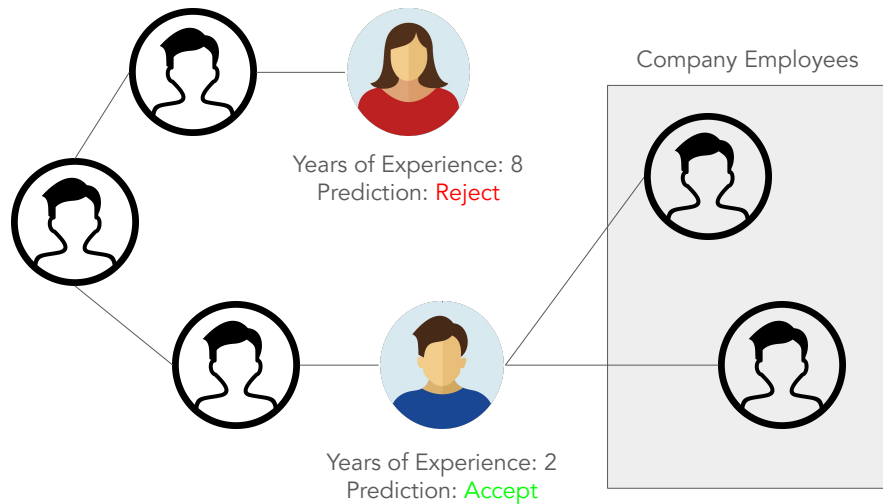 Company Employees
Years of Experience: 8
Prediction: Reject
Years of Experience: 2
Prediction: Accept